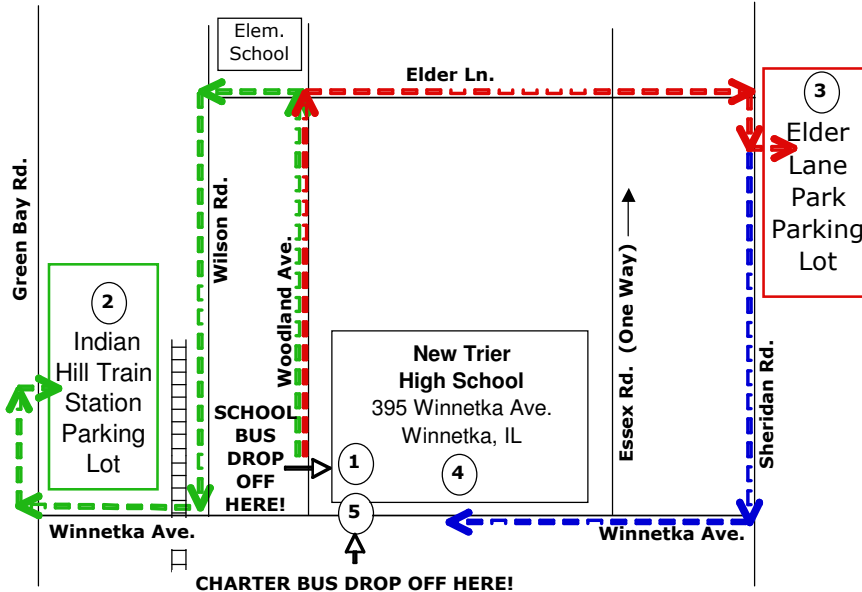 Elem.
School
Elder Ln.
3
Elder
Lane
Park
Parking
Lot
Green Bay Rd.
Wilson Rd.
Woodland Ave.
Essex Rd. (One Way)
Sheridan Rd.
2
Indian
Hill Train
Station
Parking
Lot
New Trier
High School
395 Winnetka Ave.
Winnetka, IL
SCHOOL
BUS
DROP
OFF
HERE!
1
4
5
Winnetka Ave.
Winnetka Ave.
CHARTER BUS DROP OFF HERE!